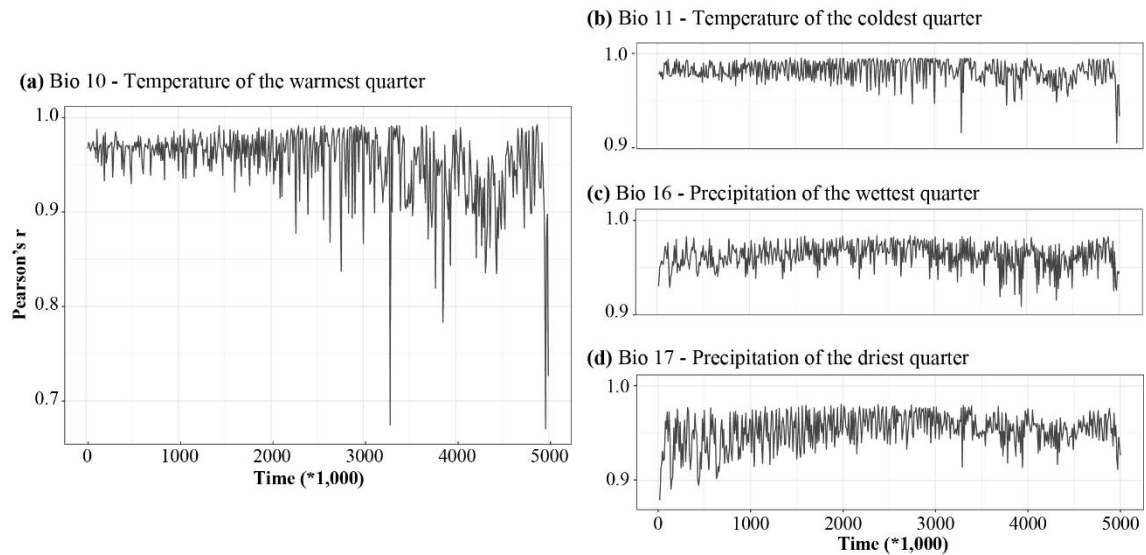 (a) Bio 10 - Temperature of the warmest quarter
1.0
0.9
0.8
0.7
Pearson's r
0 1000 2000 3000 4000 5000
Time (*1,000)
(b) Bio 11 - Temperature of the coldest quarter
1.0
0.9
(c) Bio 16 - Precipitation of the wettest quarter
1.0
0.9
(d) Bio 17 - Precipitation of the driest quarter
1.0
0.9
0 1000 2000 3000 4000 5000
Time (*1,000)